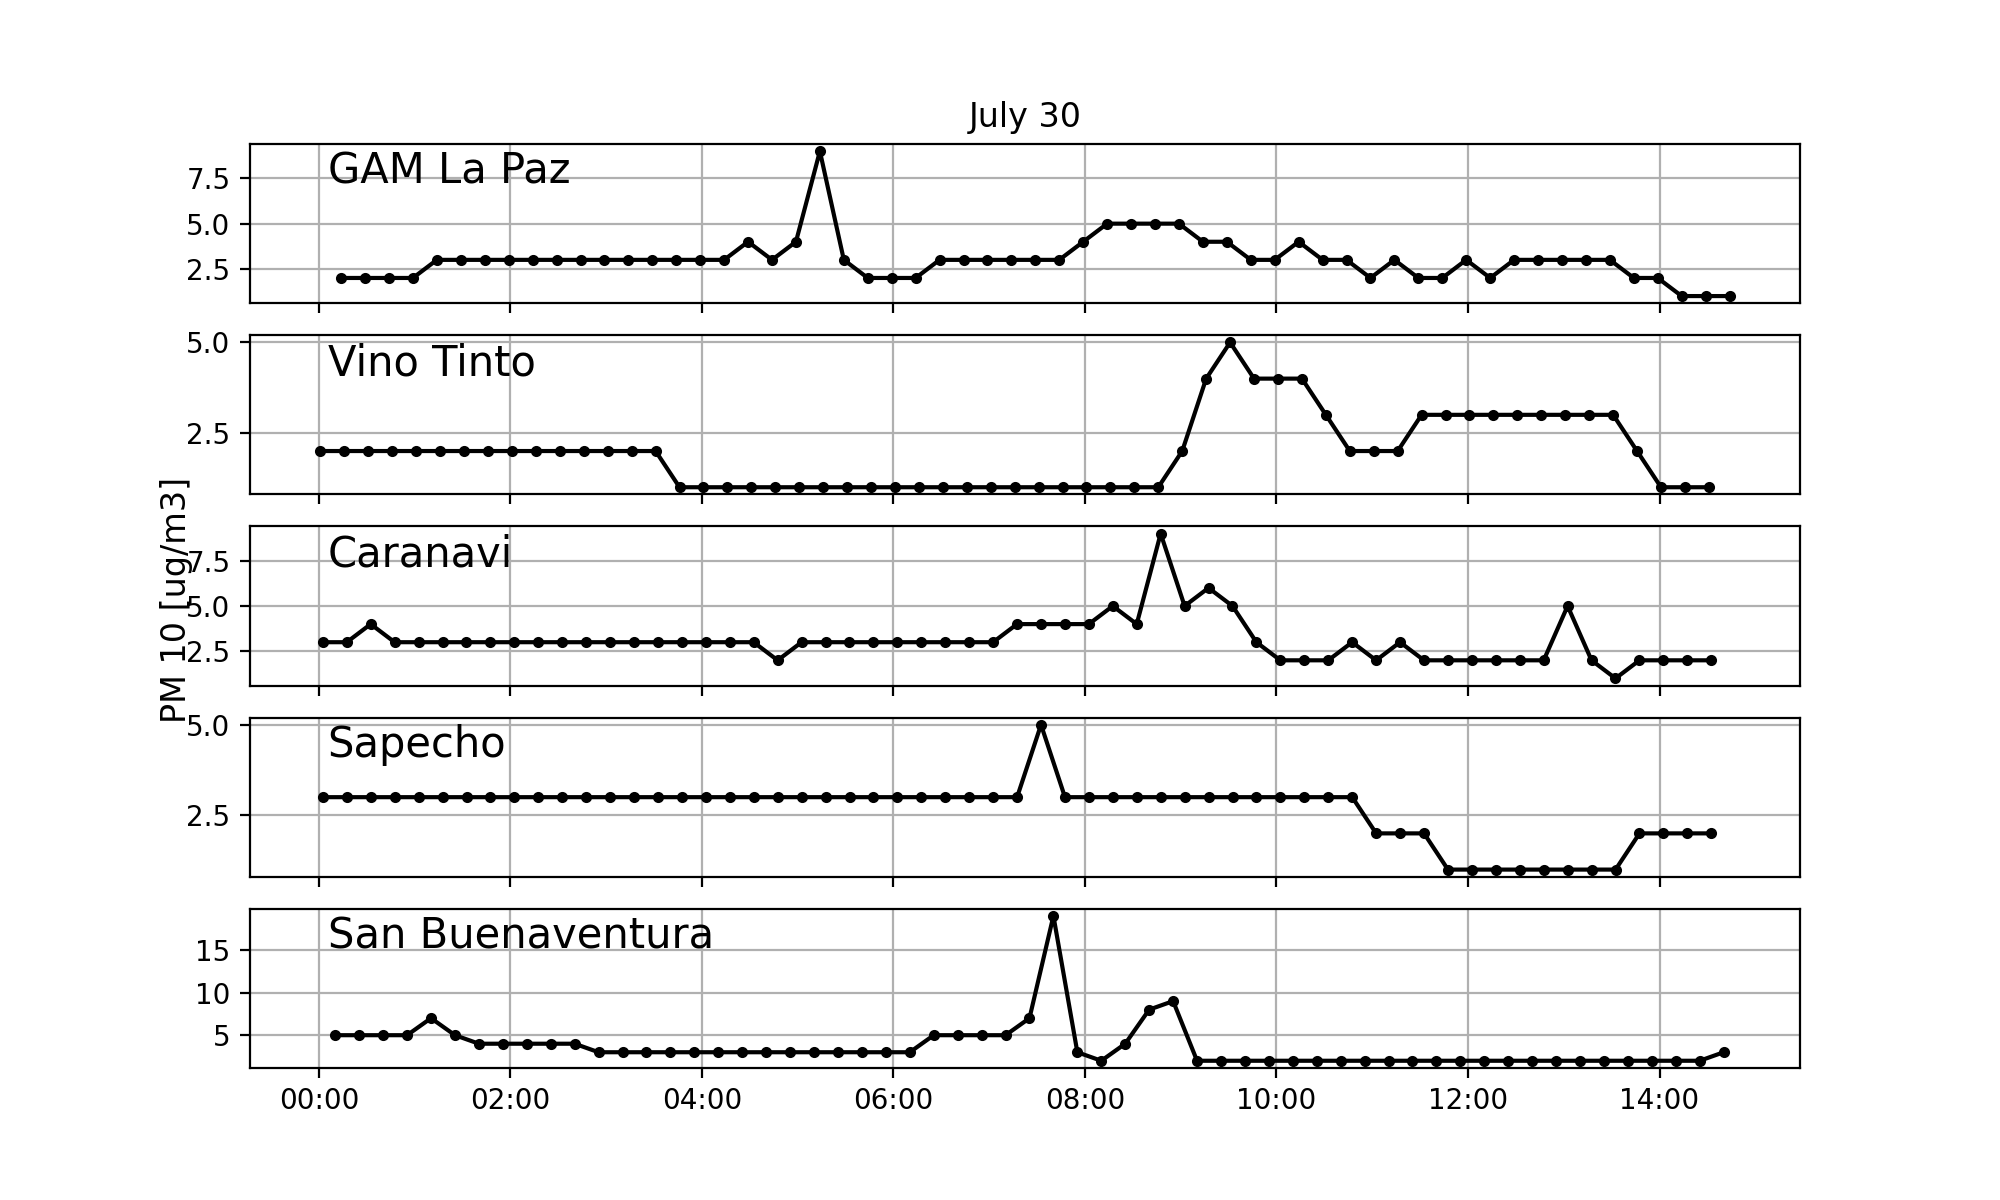 July 30
GAM La Paz
7.5
5.0
2.5
Vino Tinto
5.0
2.5
PM 10 [ug/m3]
Caranavi
7.5
5.0
2.5
Sapecho
5.0
2.5
San Buenaventura
15
10
5
00:00 02:00 04:00 06:00 08:00 10:00 12:00 14:00